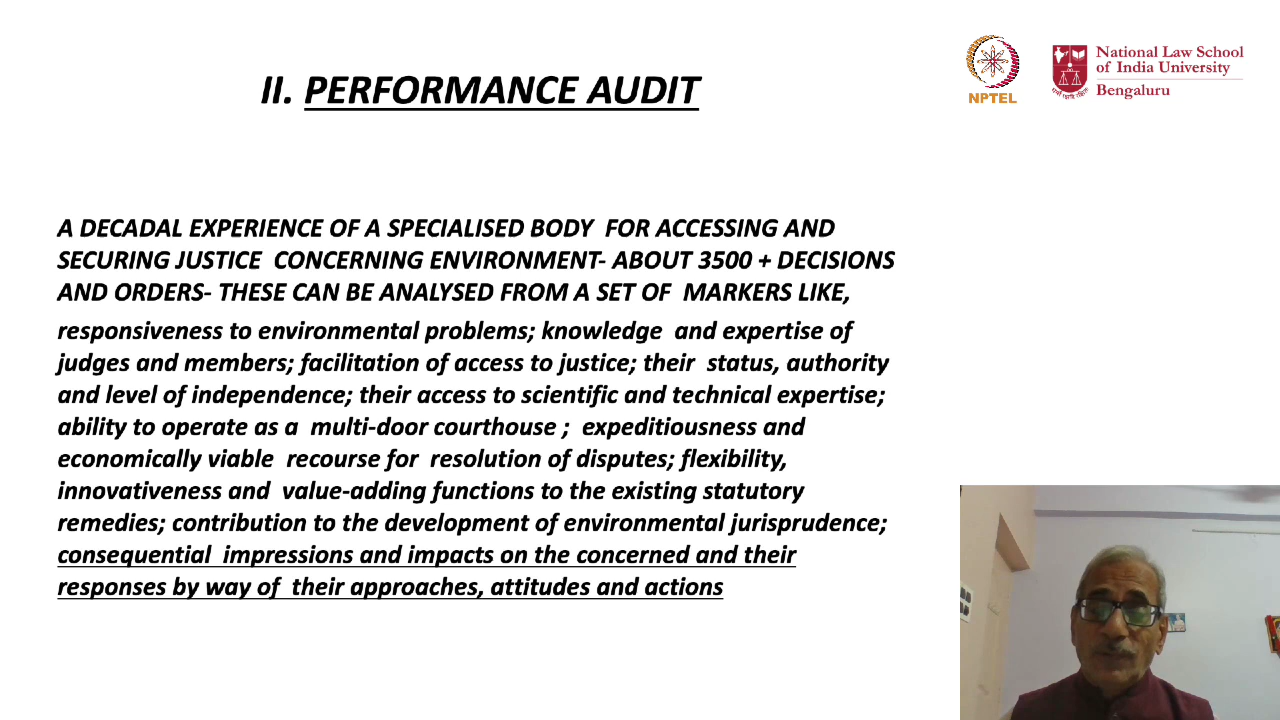 II. PERFORMANCE AUDIT
NPTEL
National Law School
of India University
Bengaluru
A DECADAL EXPERIENCE OF A SPECIALISED BODY FOR ACCESSING AND
SECURING JUSTICE CONCERNING ENVIRONMENT- ABOUT 3500 + DECISIONS
AND ORDERS- THESE CAN BE ANALYSED FROM A SET OF MARKERS LIKE,
responsiveness to environmental problems; knowledge and expertise of
judges and members; facilitation of access to justice; their status, authority
and level of independence; their access to scientific and technical expertise;
ability to operate as a multi-door courthouse ; expeditiousness and
economically viable recourse for resolution of disputes; flexibility,
innovativeness and value-adding functions to the existing statutory
remedies; contribution to the development of environmental jurisprudence;
consequential impressions and impacts on the concerned and their
responses by way of their approaches, attitudes and actions